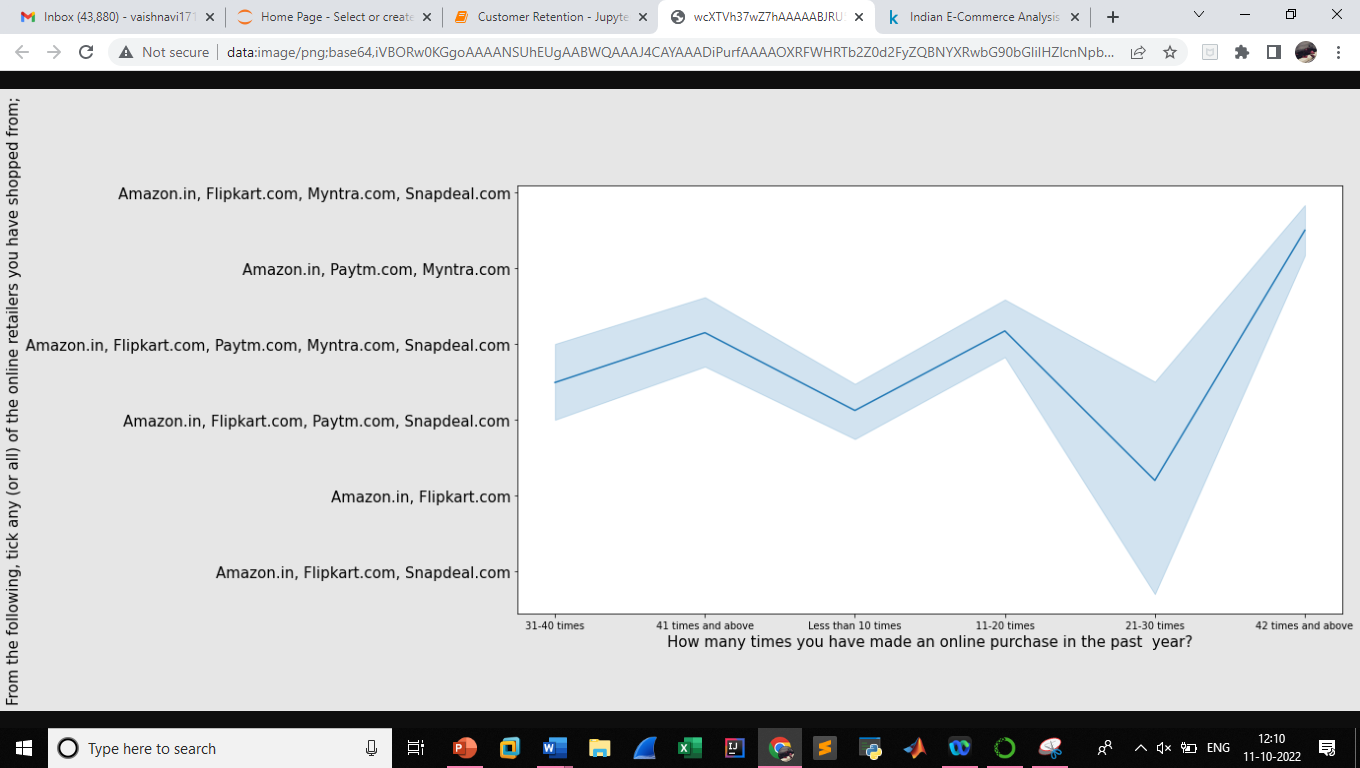 Inbox (43,880) - vaishnavi171
Home Page - Select or create
Customer Retention - Jupyte
wcXTVh37wZ7hAAAAABJRU
Indian E-Commerce Analysis
Not secure
data:image/png;base64,iVBORw0KGgoAAAANSUhEUgAABWQAAAJ4CAYAAADiPurfAAAAOXRFWHRTb2Z0d2FyZQBNYXRwbG90bGliIHZlcnNpb...
From the following, tick any (or all) of the online retailers you have shopped from;
Amazon.in, Flipkart.com, Myntra.com, Snapdeal.com
Amazon.in, Paytm.com, Myntra.com
Amazon.in, Flipkart.com, Paytm.com, Myntra.com, Snapdeal.com
Amazon.in, Flipkart.com, Paytm.com, Snapdeal.com
Amazon.in, Flipkart.com
Amazon.in, Flipkart.com, Snapdeal.com
31-40 times
41 times and above
Less than 10 times
11-20 times
21-30 times
42 times and above
How many times you have made an online purchase in the past  year?
Type here to search
ENG
12:10
11-10-2022